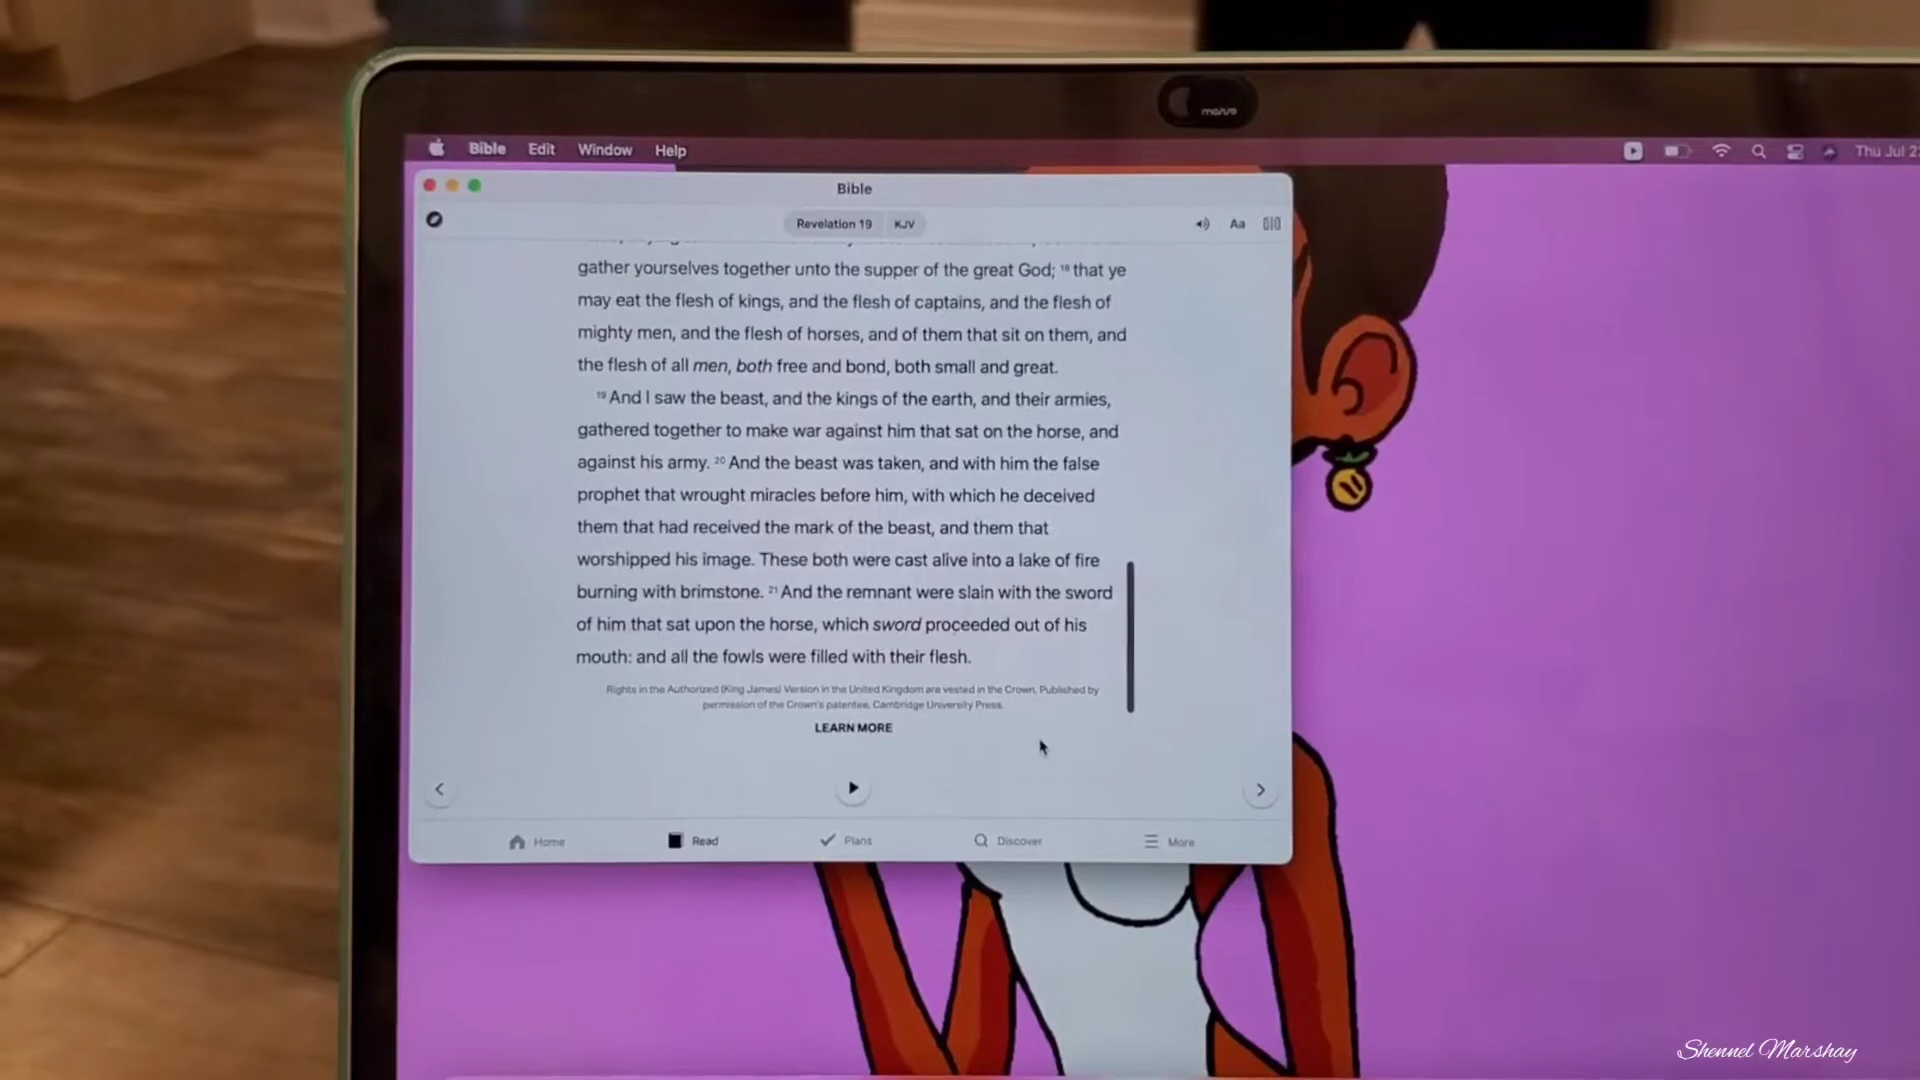 Bible Edit Window Help
Thu Jul 2
Bible
Revelation 19 KJV
Aa
gather yourselves together unto the supper of the great God; 18 that ye
may eat the flesh of kings, and the flesh of captains, and the flesh of
mighty men, and the flesh of horses, and of them that sit on them, and
the flesh of all men, both free and bond, both small and great.
19 And I saw the beast, and the kings of the earth, and their armies,
gathered together to make war against him that sat on the horse, and
against his army. 20 And the beast was taken, and with him the false
prophet that wrought miracles before him, with which he deceived
them that had received the mark of the beast, and them that
worshipped his image. These both were cast alive into a lake of fire
burning with brimstone. 21 And the remnant were slain with the sword
of him that sat upon the horse, which sword proceeded out of his
mouth: and all the fowls were filled with their flesh.
Rights in the Authorized (King James) Version in the United Kingdom are vested in the Crown. Published by
permission of the Crown's patentee, Cambridge University Press.
LEARN MORE
Home Read Plans Discover More
Shennel Marshay